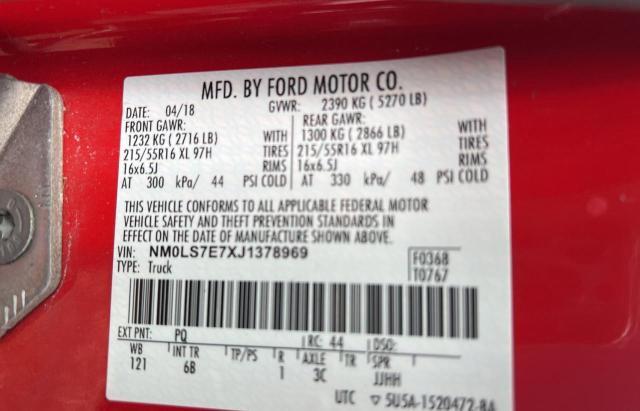 MFD. BY FORD MOTOR CO.
DATE: 04/18 GVWR: 2390 KG ( 5270 LB)
FRONT GAWR: REAR GAWR:
1232 KG ( 2716 LB) WITH 1300 KG ( 2866 LB) WITH
215/55R16 XL 97H TIRES 215/55R16 XL 97H TIRES
16x6.5J RIMS 16x6.5J RIMS
AT 300 kPa/ 44 PSI COLD AT 330 kPa/ 48 PSI COLD
THIS VEHICLE CONFORMS TO ALL APPLICABLE FEDERAL MOTOR
VEHICLE SAFETY AND THEFT PREVENTION STANDARDS IN
EFFECT ON THE DATE OF MANUFACTURE SHOWN ABOVE.
VIN: NM0LS7E7XJ1378969 F0368
TYPE: Truck T0767
EXT PNT: PQ RC: 44 DSO:
WB INT TR TP/PS R AXLE TR SPR
121 6B 1 3C JJHH
UTC ▽ 5U5A-1520472-BA